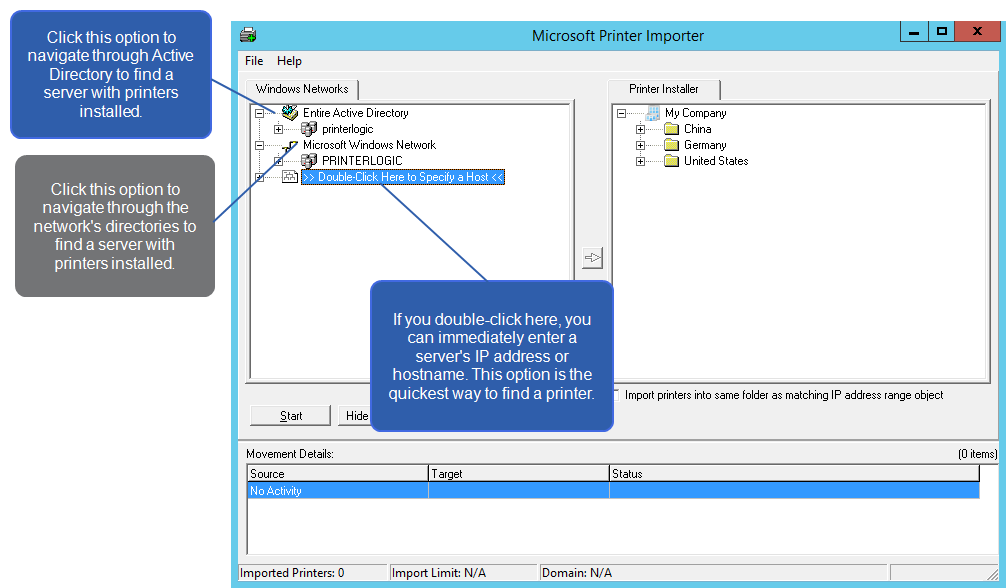 Click this option to
navigate through Active
Directory to find a
server with printers
installed.
Click this option to
navigate through the
network's directories to
find a server with
printers installed.
Microsoft Printer Importer
File Help
Windows Networks
Entire Active Directory
printerlogic
Microsoft Windows Network
PRINTERLOGIC
>> Double-Click Here to Specify a Host <<
Printer Installer
My Company
China
Germany
United States
If you double-click here, you
can immediately enter a
server's IP address or
hostname. This option is the
quickest way to find a printer.
Import printers into same folder as matching IP address range object
Start Hide
Movement Details: (0 items)
Source Target Status
No Activity
Imported Printers: 0 Import Limit: N/A Domain: N/A